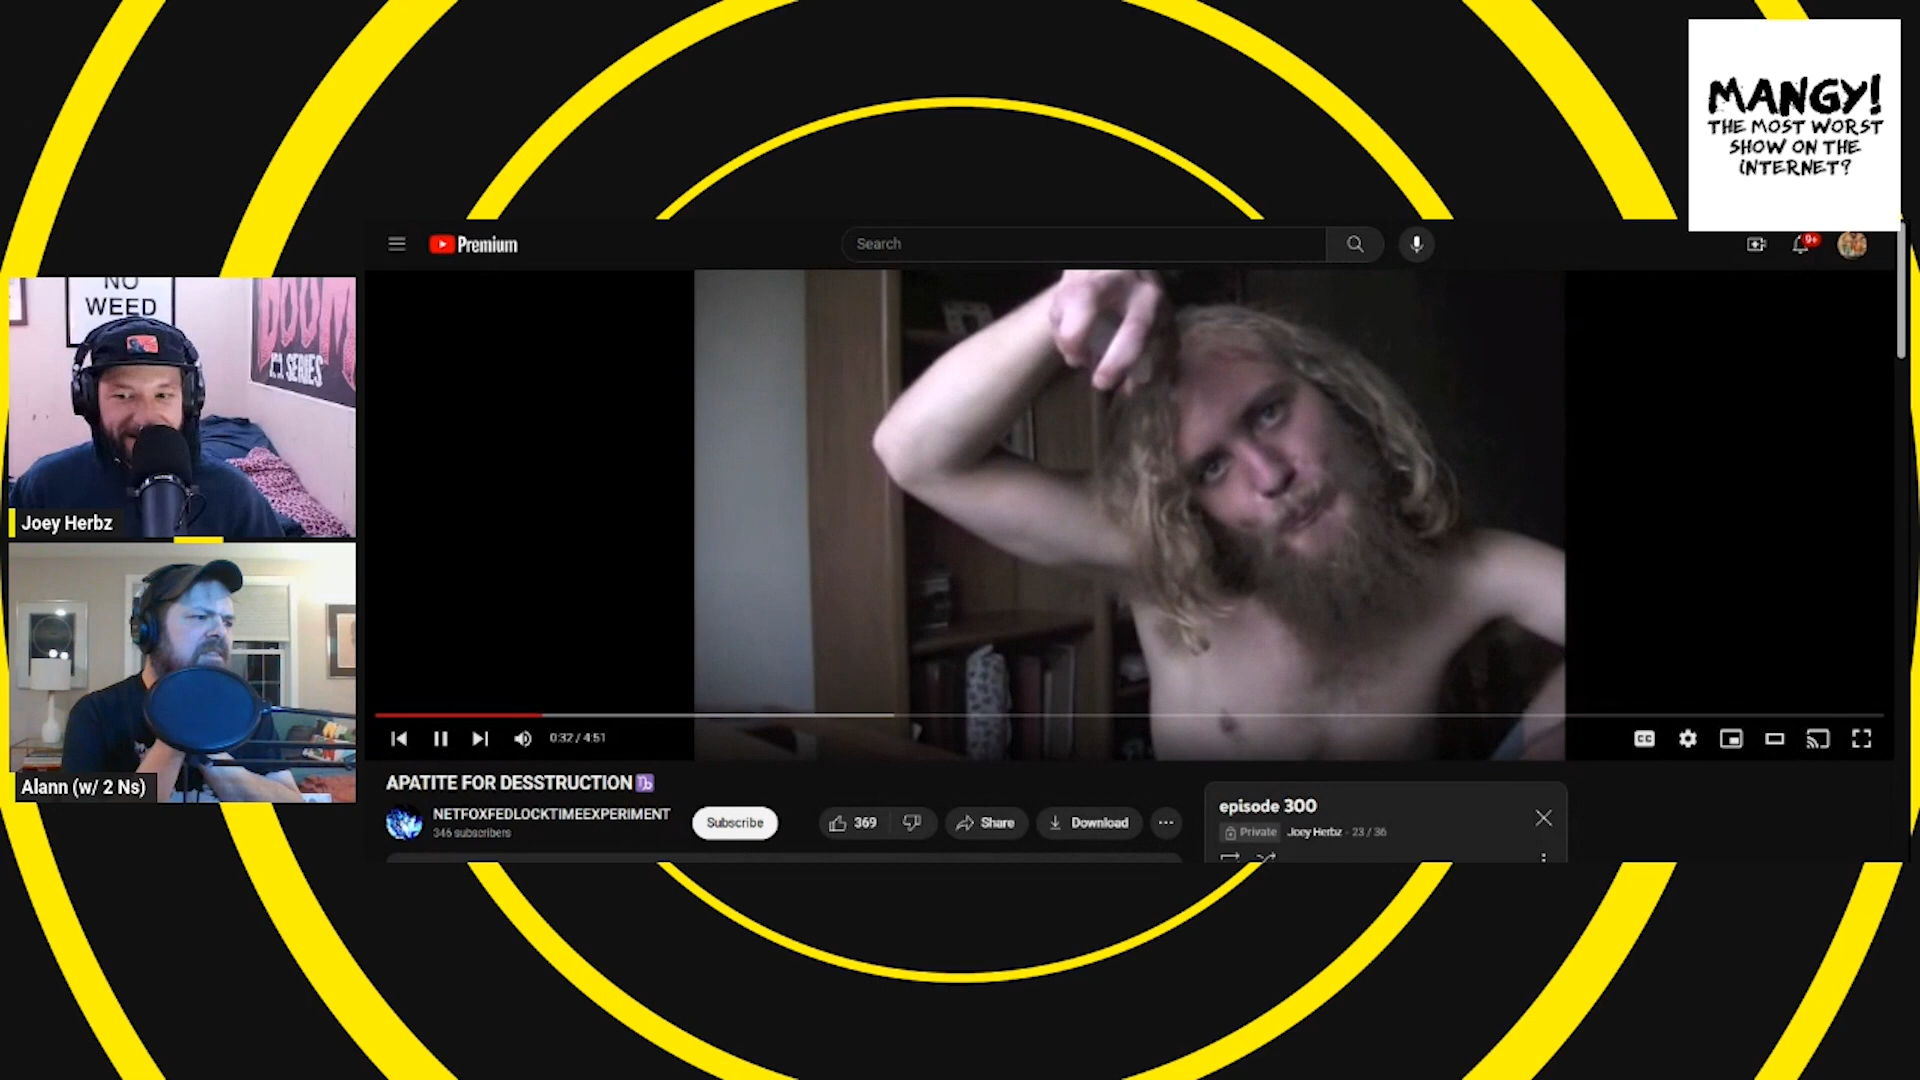 MANGY!
THE MOST WORST
SHOW ON THE
INTERNET?
Premium
Search
9+
NO
WEED
DOOM
SERIES
Joey Herbz
Alann (w/ 2 Ns)
0:32 / 4:51
CC
APATITE FOR DESSTRUCTION♑
NETFOXFEDLOCKTIMEEXPERIMENT
346 subscribers
Subscribe
369
Share
Download
episode 300
Private Joey Herbz - 23 / 36